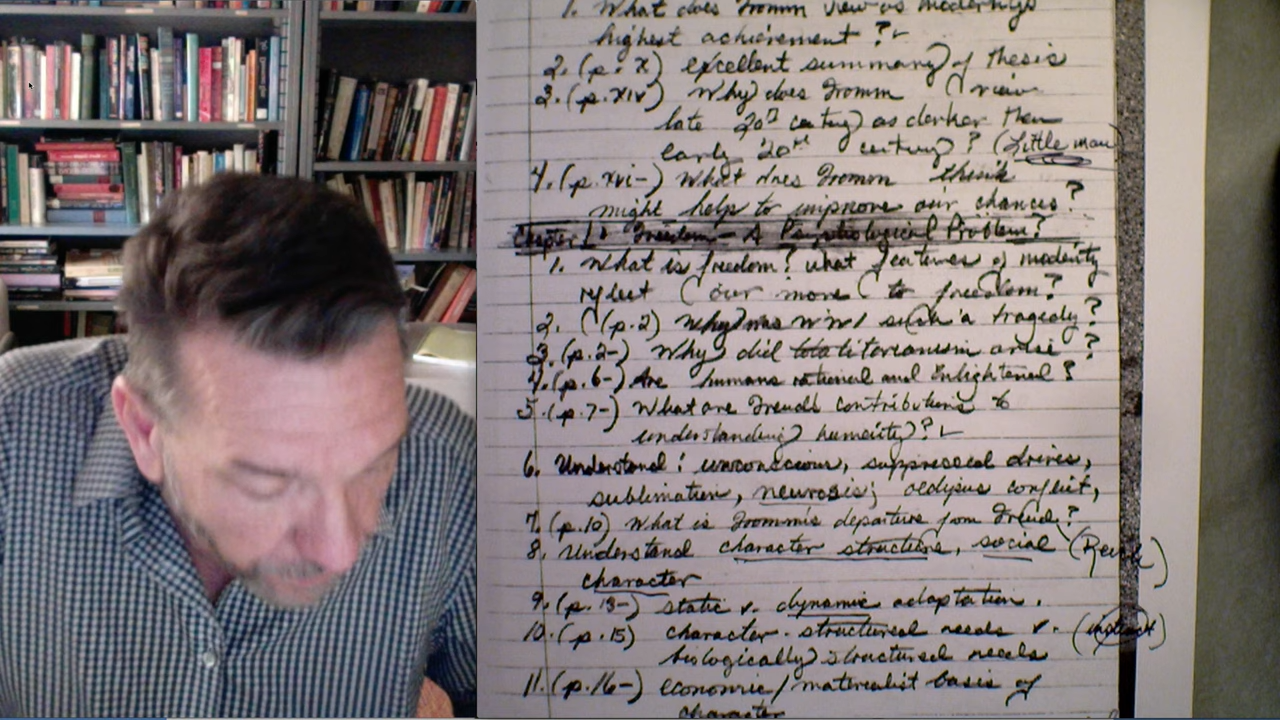 1. What does Fromm view as modernity's
highest achievement?
2. (p. x) excellent summary of thesis
3. (p. xiv) Why does Fromm view
late 20th century as darker than
early 20th century? (Little man)
4. (p. xvi-) What does Fromm think
might help to improve our chances?
Chapter 1: Freedom - A Psychological Problem?
1. What is freedom? What features of modernity
reflect our move to freedom?
2. (p. 2) Why was WWI such a tragedy?
3. (p. 2-) Why did totalitarianism arise?
4. (p. 6-) Are humans rational and Enlightened?
5. (p. 7-) What are Freud's contributions to
understanding humanity?
6. Understand: unconscious, suppressed drives,
sublimation, neurosis; oedipus conflict,
7. (p. 10) What is Fromm's departure from Freud?
8. Understand character structure, social
character
9. (p. 13-) static v. dynamic adaptation.
10. (p. 15) character-structured needs v. (instinct)
biologically structured needs
11. (p. 16-) economic/materialist basis of
character